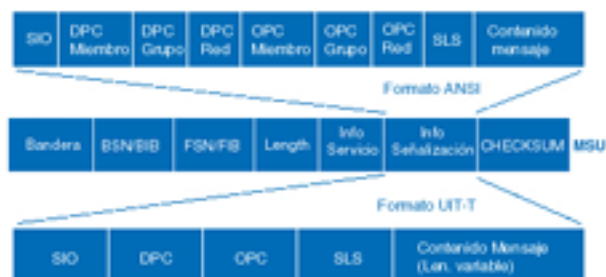 SIO
DPC
Miembro
DPC
Grupo
DPC
Red
OPC
Miembro
OPC
Grupo
OPC
Red
SLS
Contenido
mensaje
Formato ANSI
Bandera
BSN/BIB
FSN/FIB
Length
Info
Servicio
Info
Señalización
CHECKSUM
MSU
Formato UIT-T
SIO
DPC
OPC
SLS
Contenido Mensaje
(Len. variable)